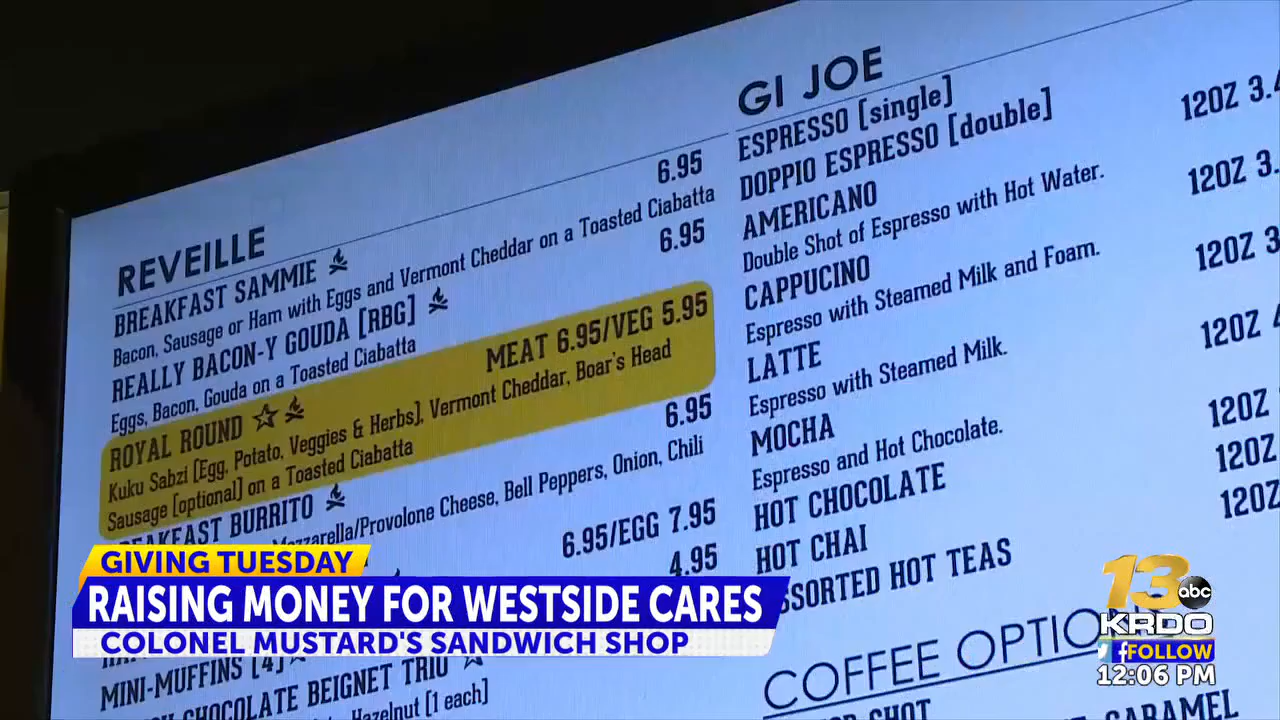 REVEILLE
BREAKFAST SAMMIE 6.95
Bacon, Sausage or Ham with Eggs and Vermont Cheddar on a Toasted Ciabatta
REALLY BACON-Y GOUDA [RBG] 6.95
Eggs, Bacon, Gouda on a Toasted Ciabatta
ROYAL ROUND MEAT 6.95/VEG 5.95
Kuku Sabzi [Egg, Potato, Veggies & Herbs], Vermont Cheddar, Boar's Head
Sausage [optional] on a Toasted Ciabatta
BURRITO 6.95
Cheese, Bell Peppers, Onion, Chili
6.95/EGG 7.95
4.95
MINI-MUFFINS [4]
CHOCOLATE BEIGNET TRIO
Hazelnut [1 each]
GI JOE
ESPRESSO [single]
DOPPIO ESPRESSO [double] 12OZ 3.
AMERICANO
Double Shot of Espresso with Hot Water. 12OZ 3.
CAPPUCINO
Espresso with Steamed Milk and Foam. 12OZ 3
LATTE
Espresso with Steamed Milk. 12OZ
MOCHA
Espresso and Hot Chocolate. 12OZ
HOT CHOCOLATE 12OZ
HOT CHAI 12OZ
HOT TEAS
COFFEE
SHOT
CARAMEL
GIVING TUESDAY
RAISING MONEY FOR WESTSIDE CARES
COLONEL MUSTARD'S SANDWICH SHOP
13 abc
KRDO
f FOLLOW
12:06 PM